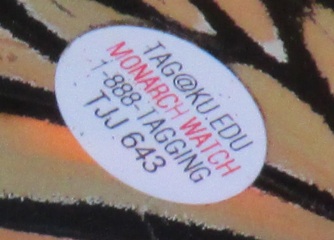 TAG@KU.EDU
MONARCH WATCH
1-888-TAGGING
TJJ 643